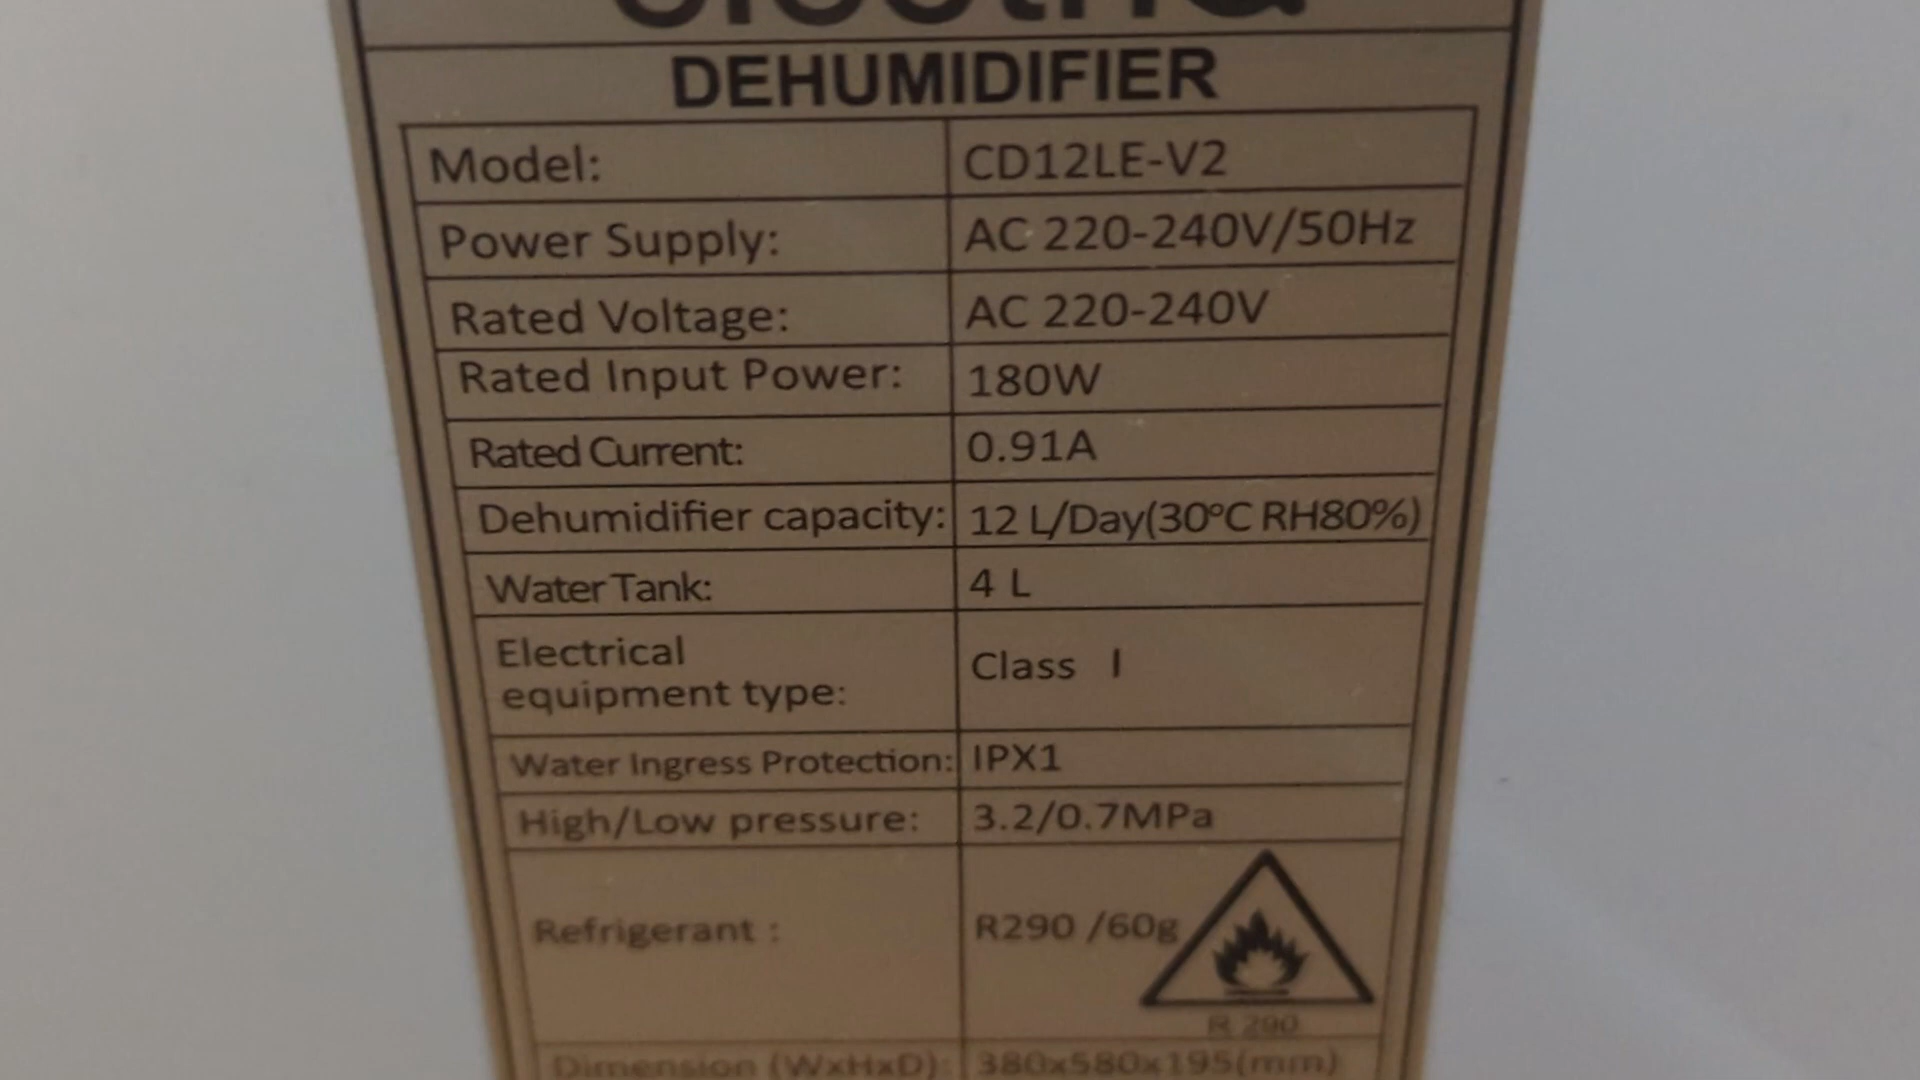 electriQ
DEHUMIDIFIER
Model: CD12LE-V2
Power Supply: AC 220-240V/50Hz
Rated Voltage: AC 220-240V
Rated Input Power: 180W
Rated Current: 0.91A
Dehumidifier capacity: 12 L/Day(30°C RH80%)
Water Tank: 4 L
Electrical
equipment type: Class I
Water Ingress Protection: IPX1
High/Low pressure: 3.2/0.7MPa
Refrigerant : R290 /60g
R 290
Dimension (WxHxD): 380x580x195(mm)